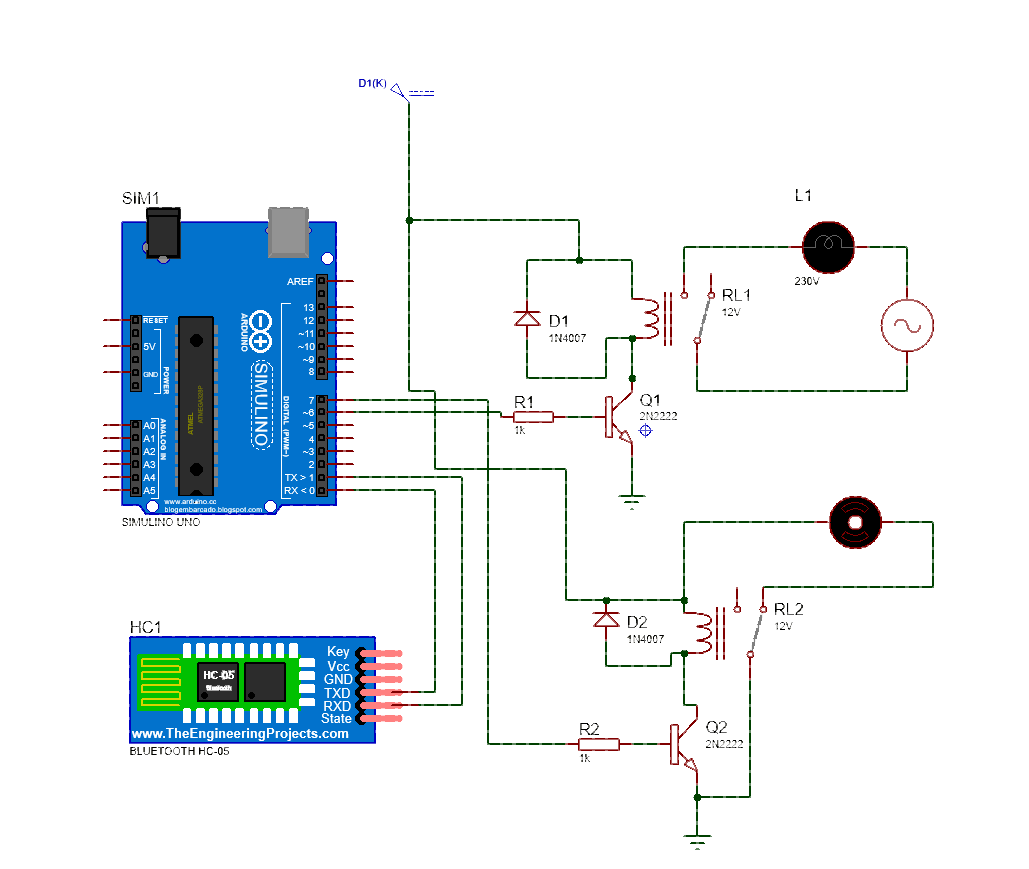 D1(K)
SIM1
AREF
13
12
~11
~10
~9
8
RESET
5V
GND
POWER
ARDUINO
SIMULINO
ATMEL
ATMEGA328P
DIGITAL (PWM~)
7
~6
~5
4
~3
2
TX > 1
RX < 0
A0
A1
A2
A3
A4
A5
ANALOG IN
www.arduino.cc
blogembarcado.blogspot.com
SIMULINO UNO
L1
230V
RL1
12V
D1
1N4007
R1
1k
Q1
2N2222
HC1
HC-05
Bluetooth
Key
Vcc
GND
TXD
RXD
State
www.TheEngineeringProjects.com
BLUETOOTH HC-05
D2
1N4007
RL2
12V
R2
1k
Q2
2N2222